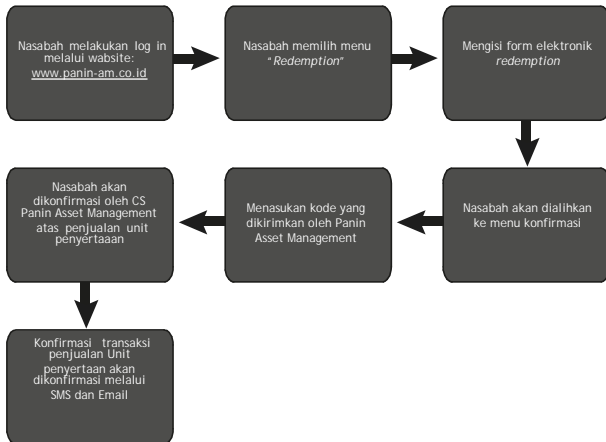 Nasabah melakukan log in
melalui wabsite:
www.panin-am.co.id
Nasabah memilih menu
"Redemption"
Mengisi form elektronik
redemption
Nasabah akan dialihkan
ke menu konfirmasi
Menasukan kode yang
dikirimkan oleh Panin
Asset Management
Nasabah akan
dikonfirmasi oleh CS
Panin Asset Management
atas penjualan unit
penyertaaan
Konfirmasi transaksi
penjualan Unit
penyertaan akan
dikonfirmasi melalui
SMS dan Email